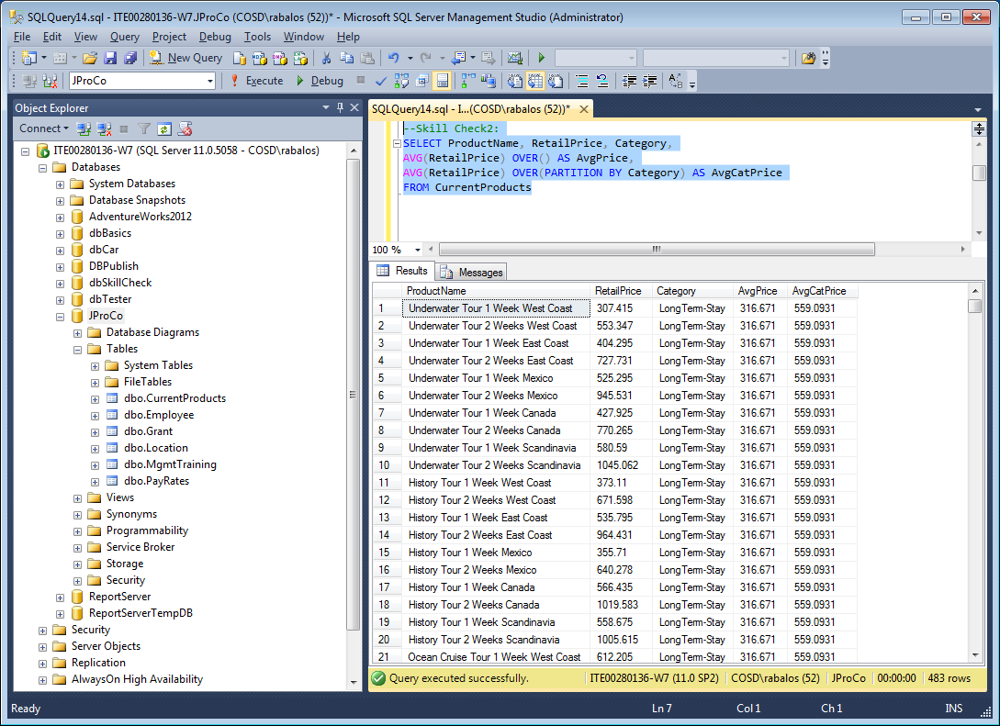 SQLQuery14.sql - ITE00280136-W7.JProCo (COSD\rabalos (52))* - Microsoft SQL Server Management Studio (Administrator)
File Edit View Query Project Debug Tools Window Help
New Query
JProCo Execute Debug
Object Explorer
Connect
ITE00280136-W7 (SQL Server 11.0.5058 - COSD\rabalos)
Databases
System Databases
Database Snapshots
AdventureWorks2012
dbBasics
dbCar
DBPublish
dbSkillCheck
dbTester
JProCo
Database Diagrams
Tables
System Tables
FileTables
dbo.CurrentProducts
dbo.Employee
dbo.Grant
dbo.Location
dbo.MgmtTraining
dbo.PayRates
Views
Synonyms
Programmability
Service Broker
Storage
Security
ReportServer
ReportServerTempDB
Security
Server Objects
Replication
AlwaysOn High Availability
SQLQuery14.sql - I...(COSD\rabalos (52))*
--Skill Check2:
SELECT ProductName, RetailPrice, Category,
AVG(RetailPrice) OVER() AS AvgPrice,
AVG(RetailPrice) OVER(PARTITION BY Category) AS AvgCatPrice
FROM CurrentProducts
100 %
Results Messages
ProductName RetailPrice Category AvgPrice AvgCatPrice
1 Underwater Tour 1 Week West Coast 307.415 LongTerm-Stay 316.671 559.0931
2 Underwater Tour 2 Weeks West Coast 553.347 LongTerm-Stay 316.671 559.0931
3 Underwater Tour 1 Week East Coast 404.295 LongTerm-Stay 316.671 559.0931
4 Underwater Tour 2 Weeks East Coast 727.731 LongTerm-Stay 316.671 559.0931
5 Underwater Tour 1 Week Mexico 525.295 LongTerm-Stay 316.671 559.0931
6 Underwater Tour 2 Weeks Mexico 945.531 LongTerm-Stay 316.671 559.0931
7 Underwater Tour 1 Week Canada 427.925 LongTerm-Stay 316.671 559.0931
8 Underwater Tour 2 Weeks Canada 770.265 LongTerm-Stay 316.671 559.0931
9 Underwater Tour 1 Week Scandinavia 580.59 LongTerm-Stay 316.671 559.0931
10 Underwater Tour 2 Weeks Scandinavia 1045.062 LongTerm-Stay 316.671 559.0931
11 History Tour 1 Week West Coast 373.11 LongTerm-Stay 316.671 559.0931
12 History Tour 2 Weeks West Coast 671.598 LongTerm-Stay 316.671 559.0931
13 History Tour 1 Week East Coast 535.795 LongTerm-Stay 316.671 559.0931
14 History Tour 2 Weeks East Coast 964.431 LongTerm-Stay 316.671 559.0931
15 History Tour 1 Week Mexico 355.71 LongTerm-Stay 316.671 559.0931
16 History Tour 2 Weeks Mexico 640.278 LongTerm-Stay 316.671 559.0931
17 History Tour 1 Week Canada 566.435 LongTerm-Stay 316.671 559.0931
18 History Tour 2 Weeks Canada 1019.583 LongTerm-Stay 316.671 559.0931
19 History Tour 1 Week Scandinavia 558.675 LongTerm-Stay 316.671 559.0931
20 History Tour 2 Weeks Scandinavia 1005.615 LongTerm-Stay 316.671 559.0931
21 Ocean Cruise Tour 1 Week West Coast 612.205 LongTerm-Stay 316.671 559.0931
Query executed successfully. ITE00280136-W7 (11.0 SP2) COSD\rabalos (52) JProCo 00:00:00 483 rows
Ready Ln 7 Col 1 Ch 1 INS